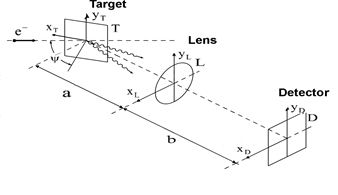 Target
y_T
T
x_T
e⁻
ψ
Lens
y_L
L
x_L
a
Detector
y_D
D
x_D
b